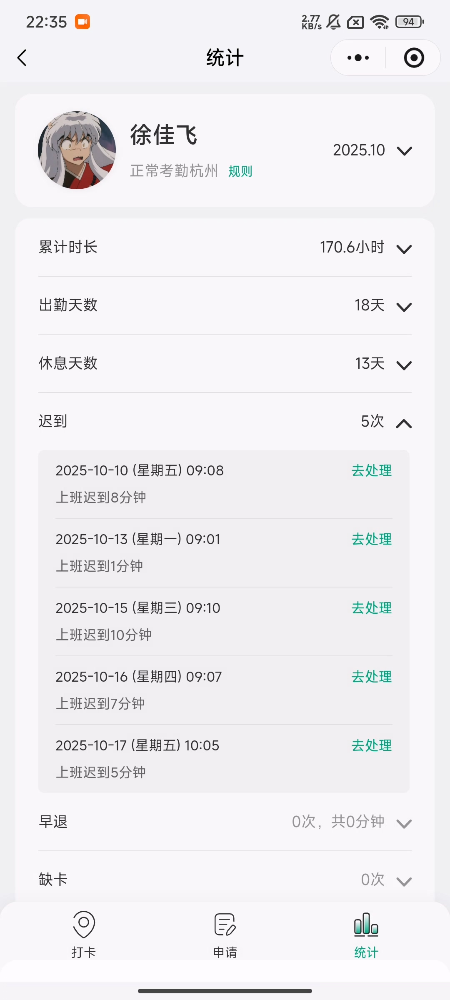 22:35
2.77 KB/s
94
统计
徐佳飞
正常考勤杭州 规则
2025.10
累计时长 170.6小时
出勤天数 18天
休息天数 13天
迟到 5次
2025-10-10 (星期五) 09:08 去处理
上班迟到8分钟
2025-10-13 (星期一) 09:01 去处理
上班迟到1分钟
2025-10-15 (星期三) 09:10 去处理
上班迟到10分钟
2025-10-16 (星期四) 09:07 去处理
上班迟到7分钟
2025-10-17 (星期五) 10:05 去处理
上班迟到5分钟
早退 0次，共0分钟
缺卡 0次
打卡 申请 统计